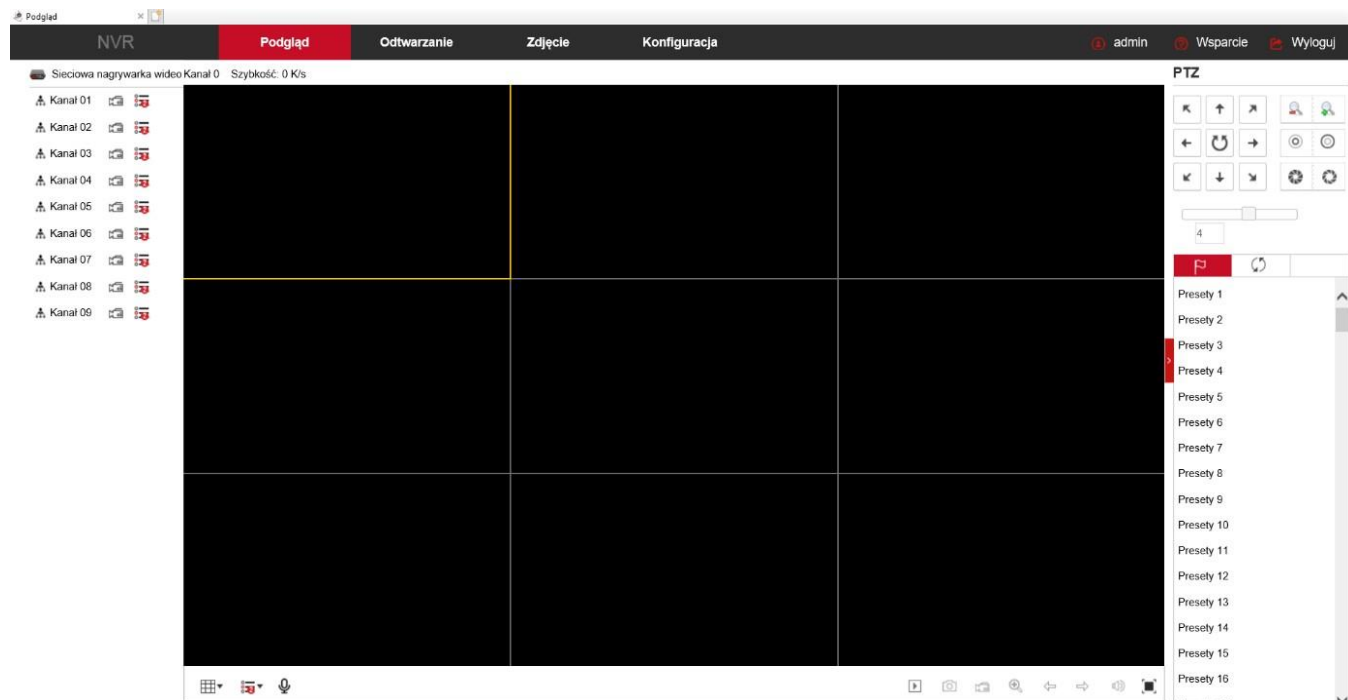 Podgląd
NVR Podgląd Odtwarzanie Zdjęcie Konfiguracja admin Wsparcie Wyloguj
Sieciowa nagrywarka wideo Kanał 0 Szybkość: 0 K/s
PTZ
Kanał 01
Kanał 02
Kanał 03
Kanał 04
Kanał 05
Kanał 06
Kanał 07
Kanał 08
Kanał 09
4
Presety 1
Presety 2
Presety 3
Presety 4
Presety 5
Presety 6
Presety 7
Presety 8
Presety 9
Presety 10
Presety 11
Presety 12
Presety 13
Presety 14
Presety 15
Presety 16